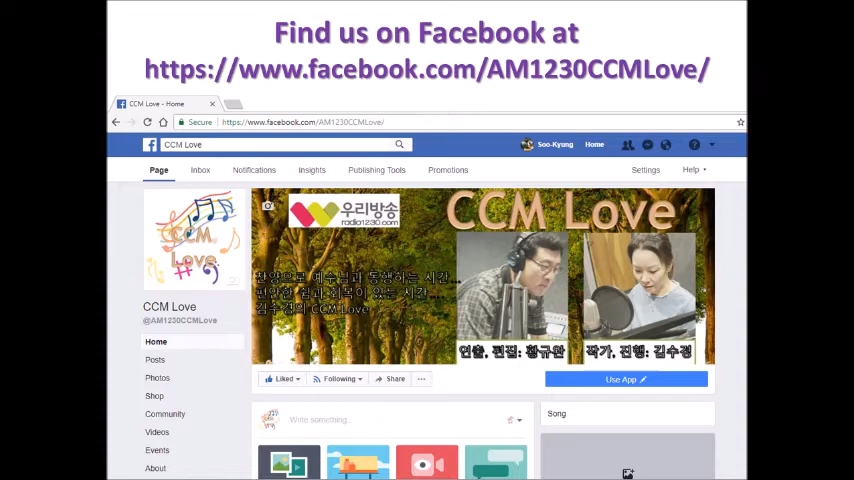 Find us on Facebook at
https://www.facebook.com/AM1230CCMLove/
CCM Love - Home
Secure
https://www.facebook.com/AM1230CCMLove/
CCM Love
Soo-Kyung
Home
Page
Inbox
Notifications
Insights
Publishing Tools
Promotions
Settings
Help
CCM
Love
우리방송
radio1230.com
CCM Love
찬양으로 예수님과 동행하는 시간...
편안한 쉼과 회복이 있는 시간...
김수경의 CCM Love
연출, 편집: 황규완
작가, 진행: 김수경
CCM Love
@AM1230CCMLove
Home
Posts
Photos
Shop
Community
Videos
Events
About
Liked
Following
Share
Use App
Write something...
Song